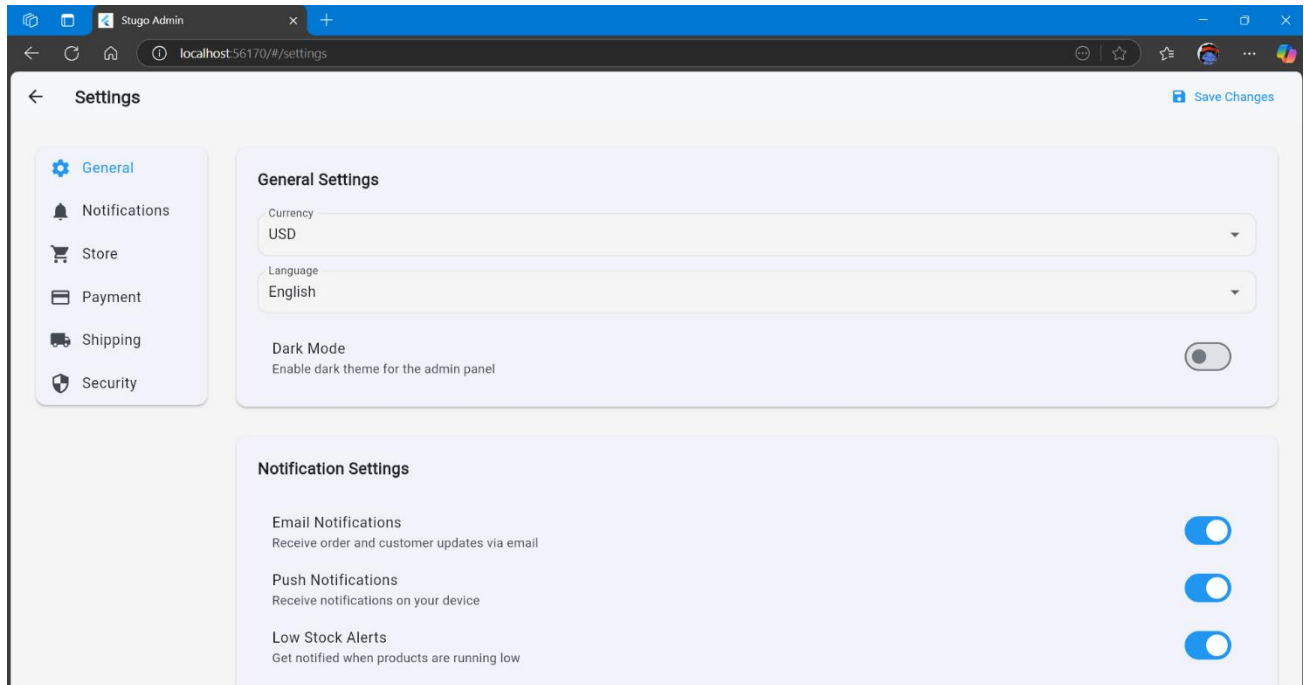 Stugo Admin
localhost:56170/#/settings
Settings
Save Changes
General
Notifications
Store
Payment
Shipping
Security
General Settings
Currency
USD
Language
English
Dark Mode
Enable dark theme for the admin panel
Notification Settings
Email Notifications
Receive order and customer updates via email
Push Notifications
Receive notifications on your device
Low Stock Alerts
Get notified when products are running low